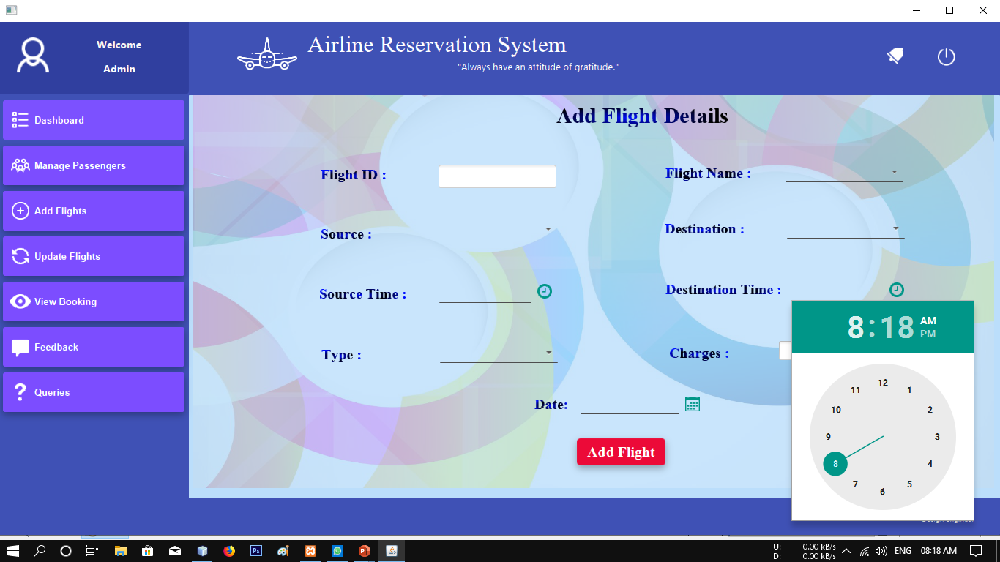 Welcome
Admin
Airline Reservation System
"Always have an attitude of gratitude."
Dashboard
Manage Passengers
Add Flights
Update Flights
View Booking
Feedback
Queries
Add Flight Details
Flight ID :
Flight Name :
Source :
Destination :
Source Time :
Destination Time :
Type :
Charges :
Date:
Add Flight
8:18 AM
PM
12
1
2
3
4
5
6
7
8
9
10
11
Ps
U: 0.00 kB/s
D: 0.00 kB/s
ENG
08:18 AM